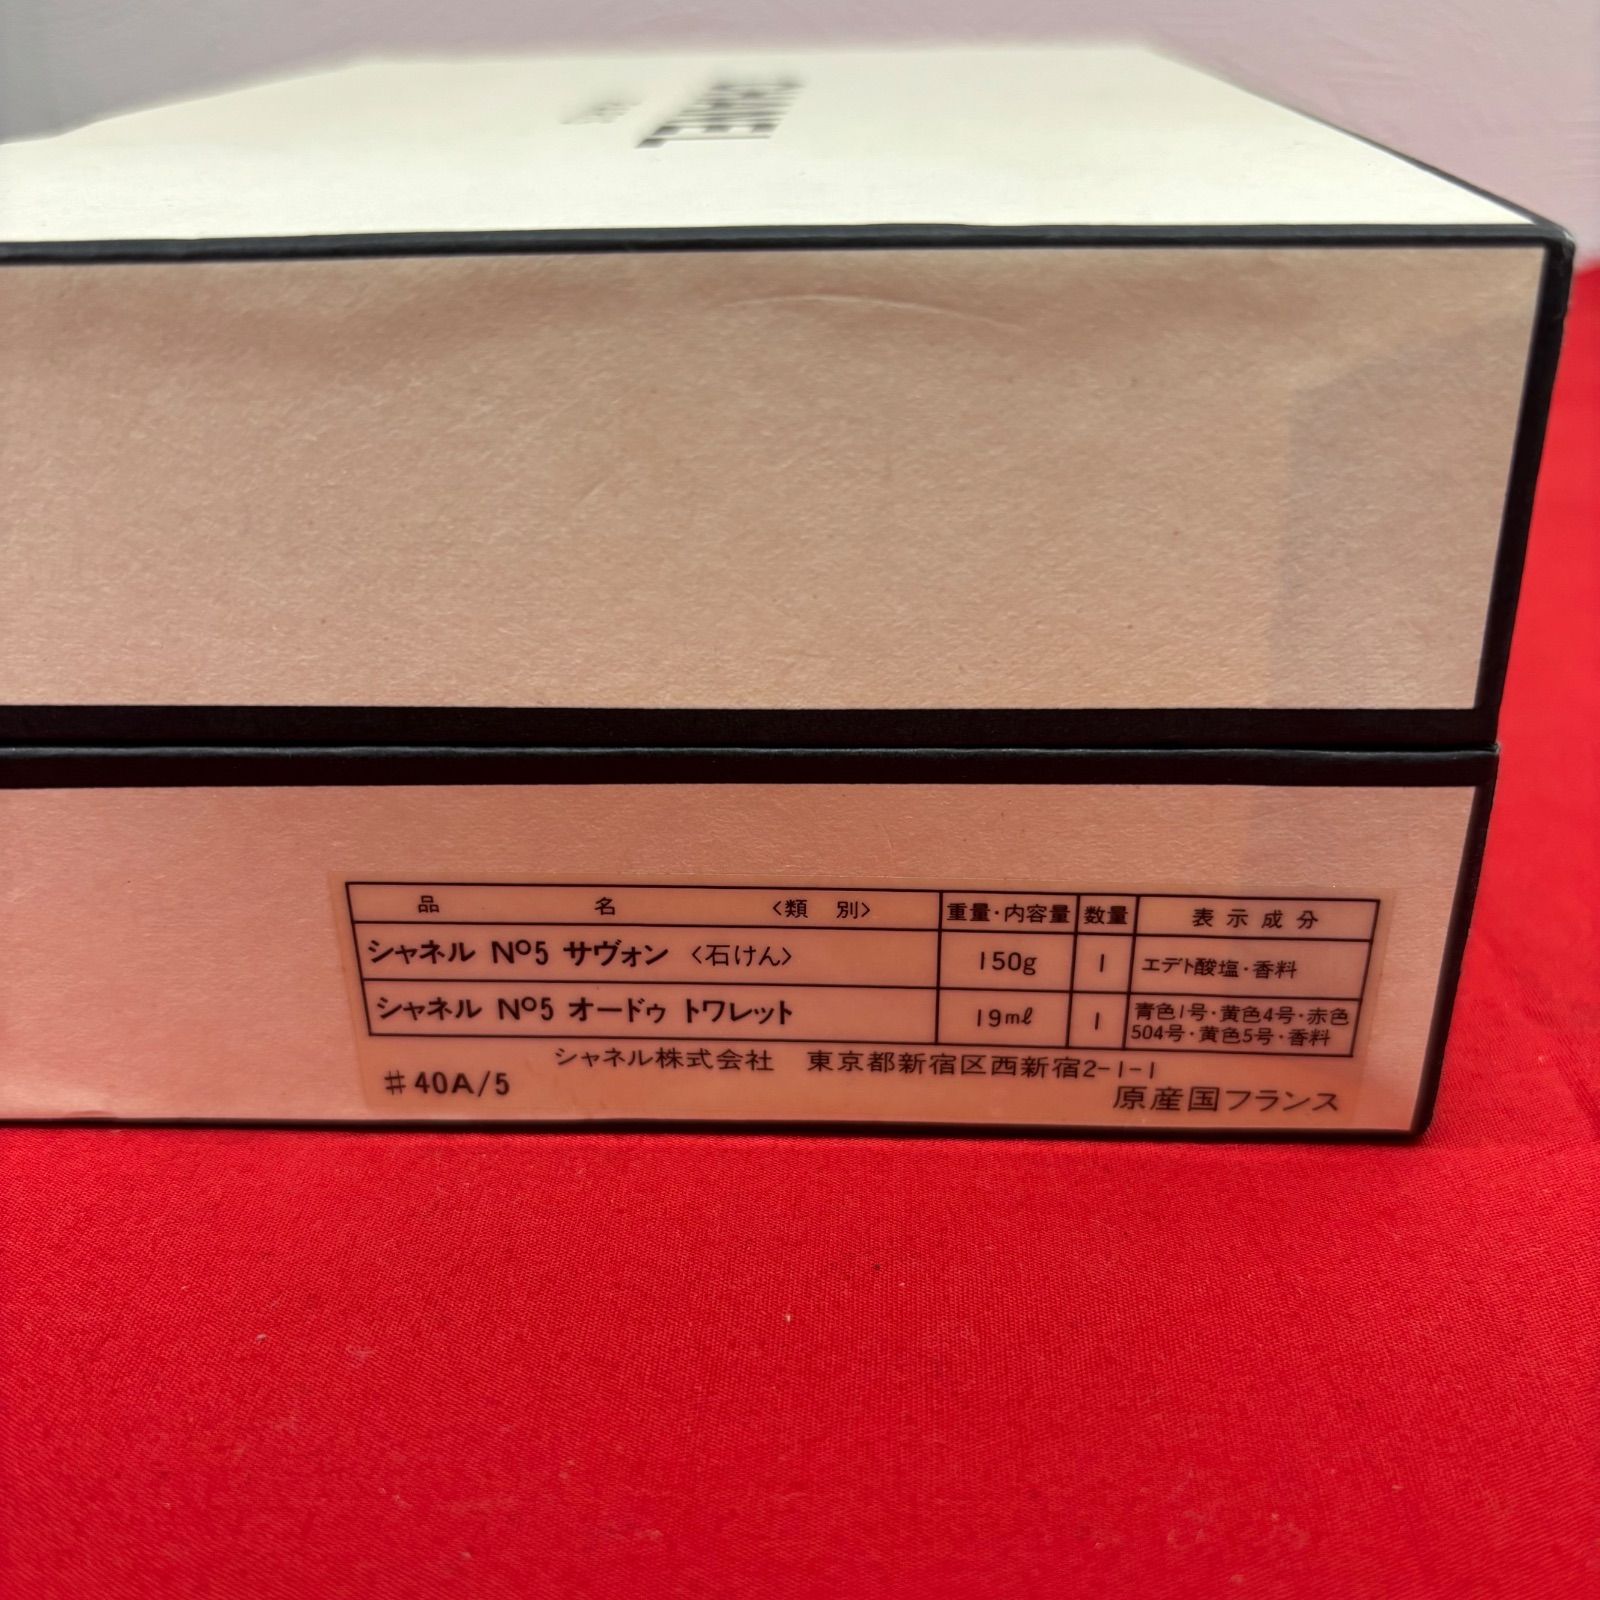 CHANEL
品名 〈類別〉 重量・内容量 数量 表示成分
シャネル Nº5 サヴォン 〈石けん〉 150g 1 エデト酸塩・香料
シャネル Nº5 オードゥ トワレット 19ml 1 青色1号・黄色4号・赤色
504号・黄色5号・香料
シャネル株式会社 東京都新宿区西新宿2-1-1
#40A/5 原産国フランス